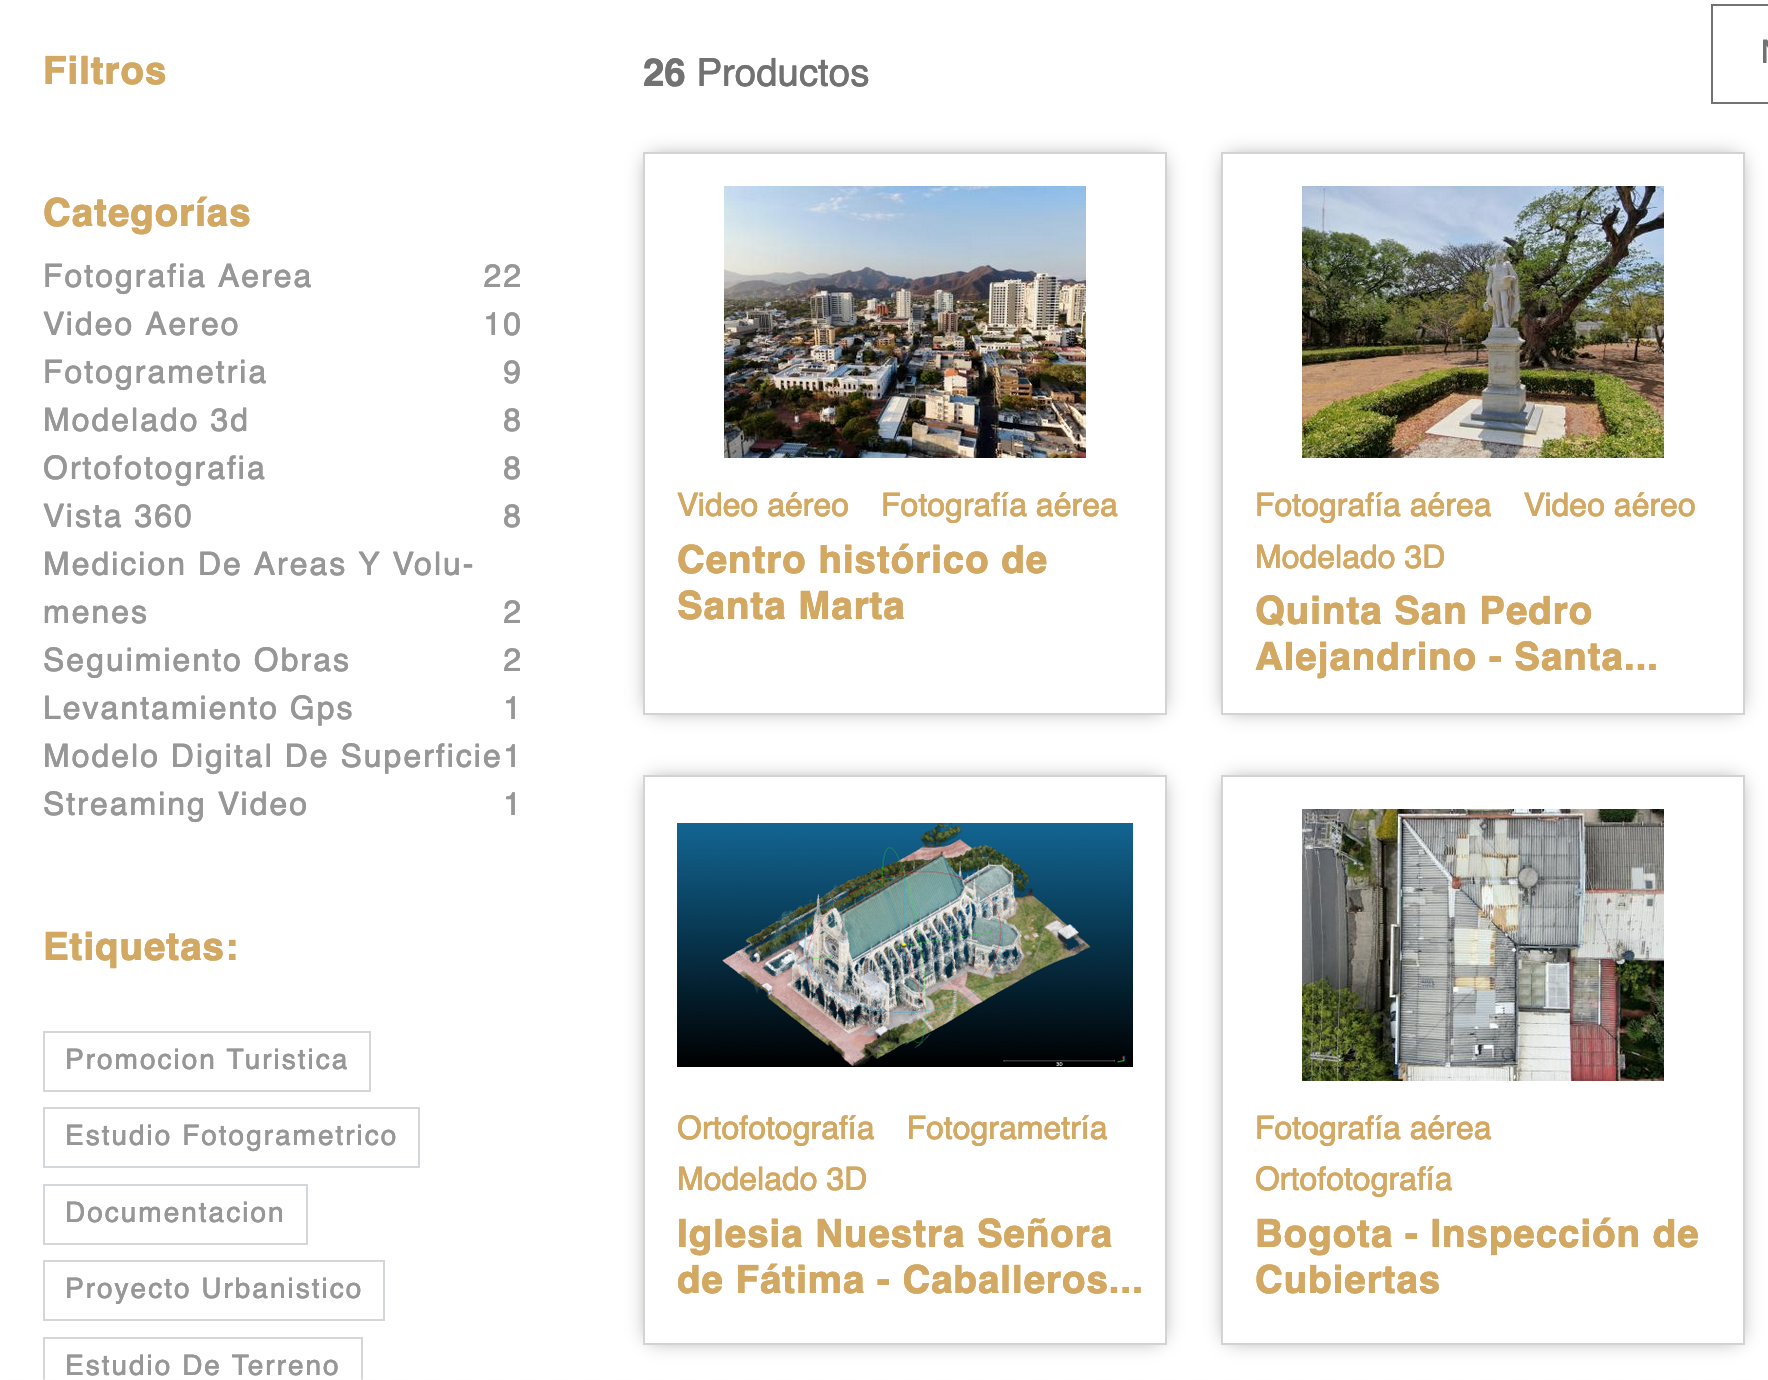 Filtros
Categorías
Fotografia Aerea 22
Video Aereo 10
Fotogrametria 9
Modelado 3d 8
Ortofotografia 8
Vista 360 8
Medicion De Areas Y Volu-
menes 2
Seguimiento Obras 2
Levantamiento Gps 1
Modelo Digital De Superficie 1
Streaming Video 1
Etiquetas:
Promocion Turistica
Estudio Fotogrametrico
Documentacion
Proyecto Urbanistico
Estudio De Terreno
26 Productos
Video aéreo Fotografía aérea
Centro histórico de
Santa Marta
Fotografía aérea Video aéreo
Modelado 3D
Quinta San Pedro
Alejandrino - Santa...
Ortofotografía Fotogrametría
Modelado 3D
Iglesia Nuestra Señora
de Fátima - Caballeros...
Fotografía aérea
Ortofotografía
Bogota - Inspección de
Cubiertas